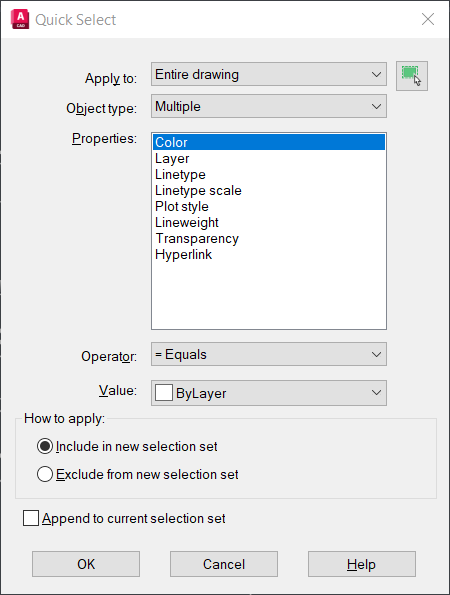 A
CAD
Quick Select
Apply to:
Entire drawing
Object type:
Multiple
Properties:
Color
Layer
Linetype
Linetype scale
Plot style
Lineweight
Transparency
Hyperlink
Operator:
= Equals
Value:
ByLayer
How to apply:
Include in new selection set
Exclude from new selection set
Append to current selection set
OK
Cancel
Help